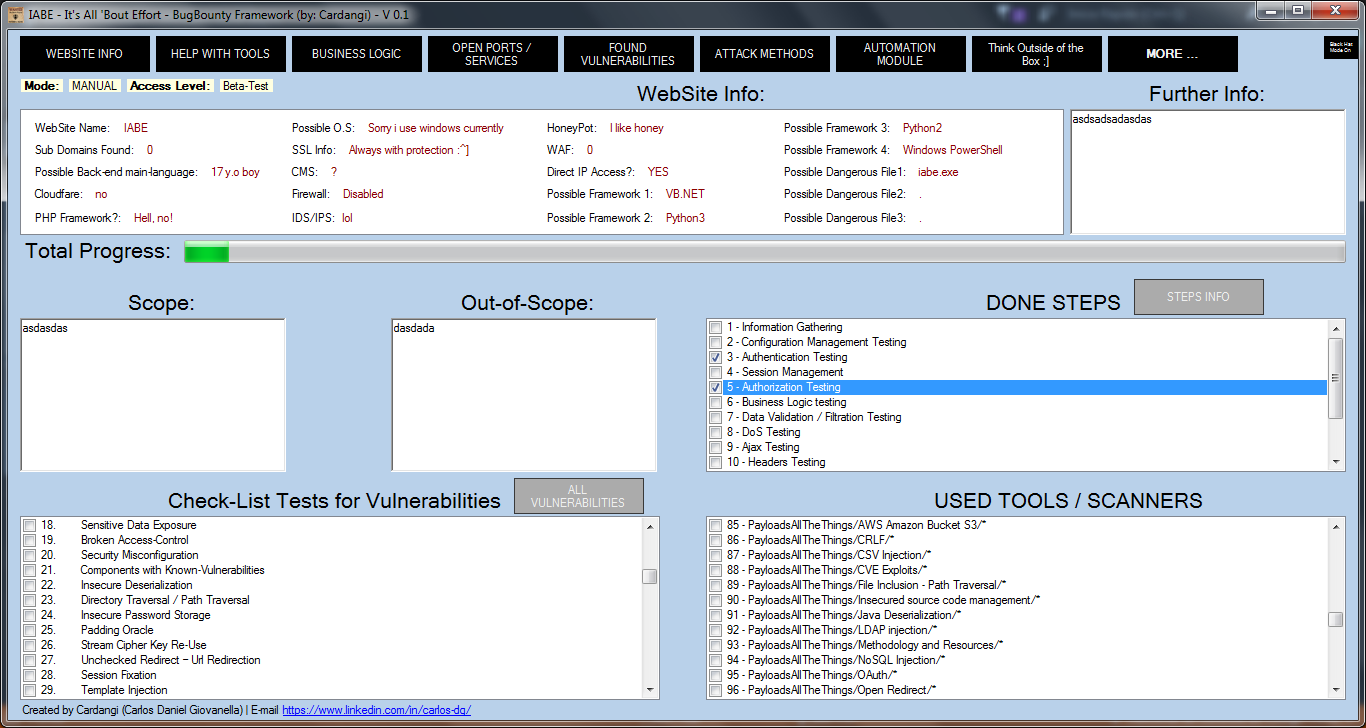 IABE - It's All 'Bout Effort - BugBounty Framework (by: Cardangi) - V 0.1
WEBSITE INFO
HELP WITH TOOLS
BUSINESS LOGIC
OPEN PORTS /
SERVICES
FOUND
VULNERABILITIES
ATTACK METHODS
AUTOMATION
MODULE
Think Outside of the
Box ;]
MORE ...
Black Hat
Mode On
Mode: MANUAL Access Level: Beta-Test
WebSite Info:
Further Info:
WebSite Name: IABE
Sub Domains Found: 0
Possible Back-end main-language: 17 y.o boy
Cloudfare: no
PHP Framework?: Hell, no!
Possible O.S: Sorry i use windows currently
SSL Info: Always with protection :^]
CMS: ?
Firewall: Disabled
IDS/IPS: lol
HoneyPot: I like honey
WAF: 0
Direct IP Access?: YES
Possible Framework 1: VB.NET
Possible Framework 2: Python3
Possible Framework 3: Python2
Possible Framework 4: Windows PowerShell
Possible Dangerous File1: iabe.exe
Possible Dangerous File2: .
Possible Dangerous File3: .
asdsadsadasdas
Total Progress:
Scope:
asdasdas
Out-of-Scope:
dasdada
DONE STEPS
STEPS INFO
1 - Information Gathering
2 - Configuration Management Testing
3 - Authentication Testing
4 - Session Management
5 - Authorization Testing
6 - Business Logic testing
7 - Data Validation / Filtration Testing
8 - DoS Testing
9 - Ajax Testing
10 - Headers Testing
Check-List Tests for Vulnerabilities
ALL
VULNERABILITIES
18. Sensitive Data Exposure
19. Broken Access-Control
20. Security Misconfiguration
21. Components with Known-Vulnerabilities
22. Insecure Deserialization
23. Directory Traversal / Path Traversal
24. Insecure Password Storage
25. Padding Oracle
26. Stream Cipher Key Re-Use
27. Unchecked Redirect – Url Redirection
28. Session Fixation
29. Template Injection
USED TOOLS / SCANNERS
85 - PayloadsAllTheThings/AWS Amazon Bucket S3/*
86 - PayloadsAllTheThings/CRLF/*
87 - PayloadsAllTheThings/CSV Injection/*
88 - PayloadsAllTheThings/CVE Exploits/*
89 - PayloadsAllTheThings/File Inclusion - Path Traversal/*
90 - PayloadsAllTheThings/Insecured source code management/*
91 - PayloadsAllTheThings/Java Deserialization/*
92 - PayloadsAllTheThings/LDAP injection/*
93 - PayloadsAllTheThings/Methodology and Resources/*
94 - PayloadsAllTheThings/NoSQL Injection/*
95 - PayloadsAllTheThings/OAuth/*
96 - PayloadsAllTheThings/Open Redirect/*
Created by Cardangi (Carlos Daniel Giovanella) | E-mail https://www.linkedin.com/in/carlos-dg/